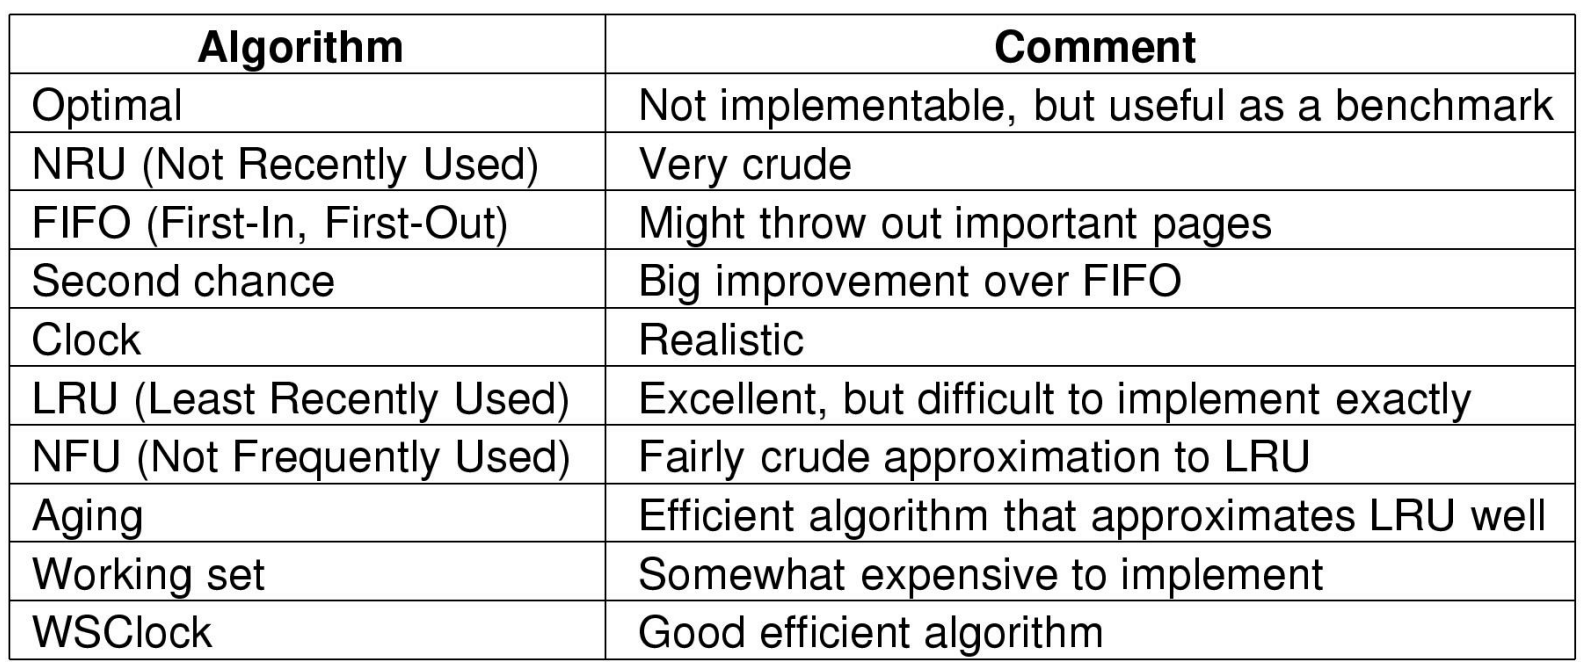 Algorithm Comment
Optimal Not implementable, but useful as a benchmark
NRU (Not Recently Used) Very crude
FIFO (First-In, First-Out) Might throw out important pages
Second chance Big improvement over FIFO
Clock Realistic
LRU (Least Recently Used) Excellent, but difficult to implement exactly
NFU (Not Frequently Used) Fairly crude approximation to LRU
Aging Efficient algorithm that approximates LRU well
Working set Somewhat expensive to implement
WSClock Good efficient algorithm